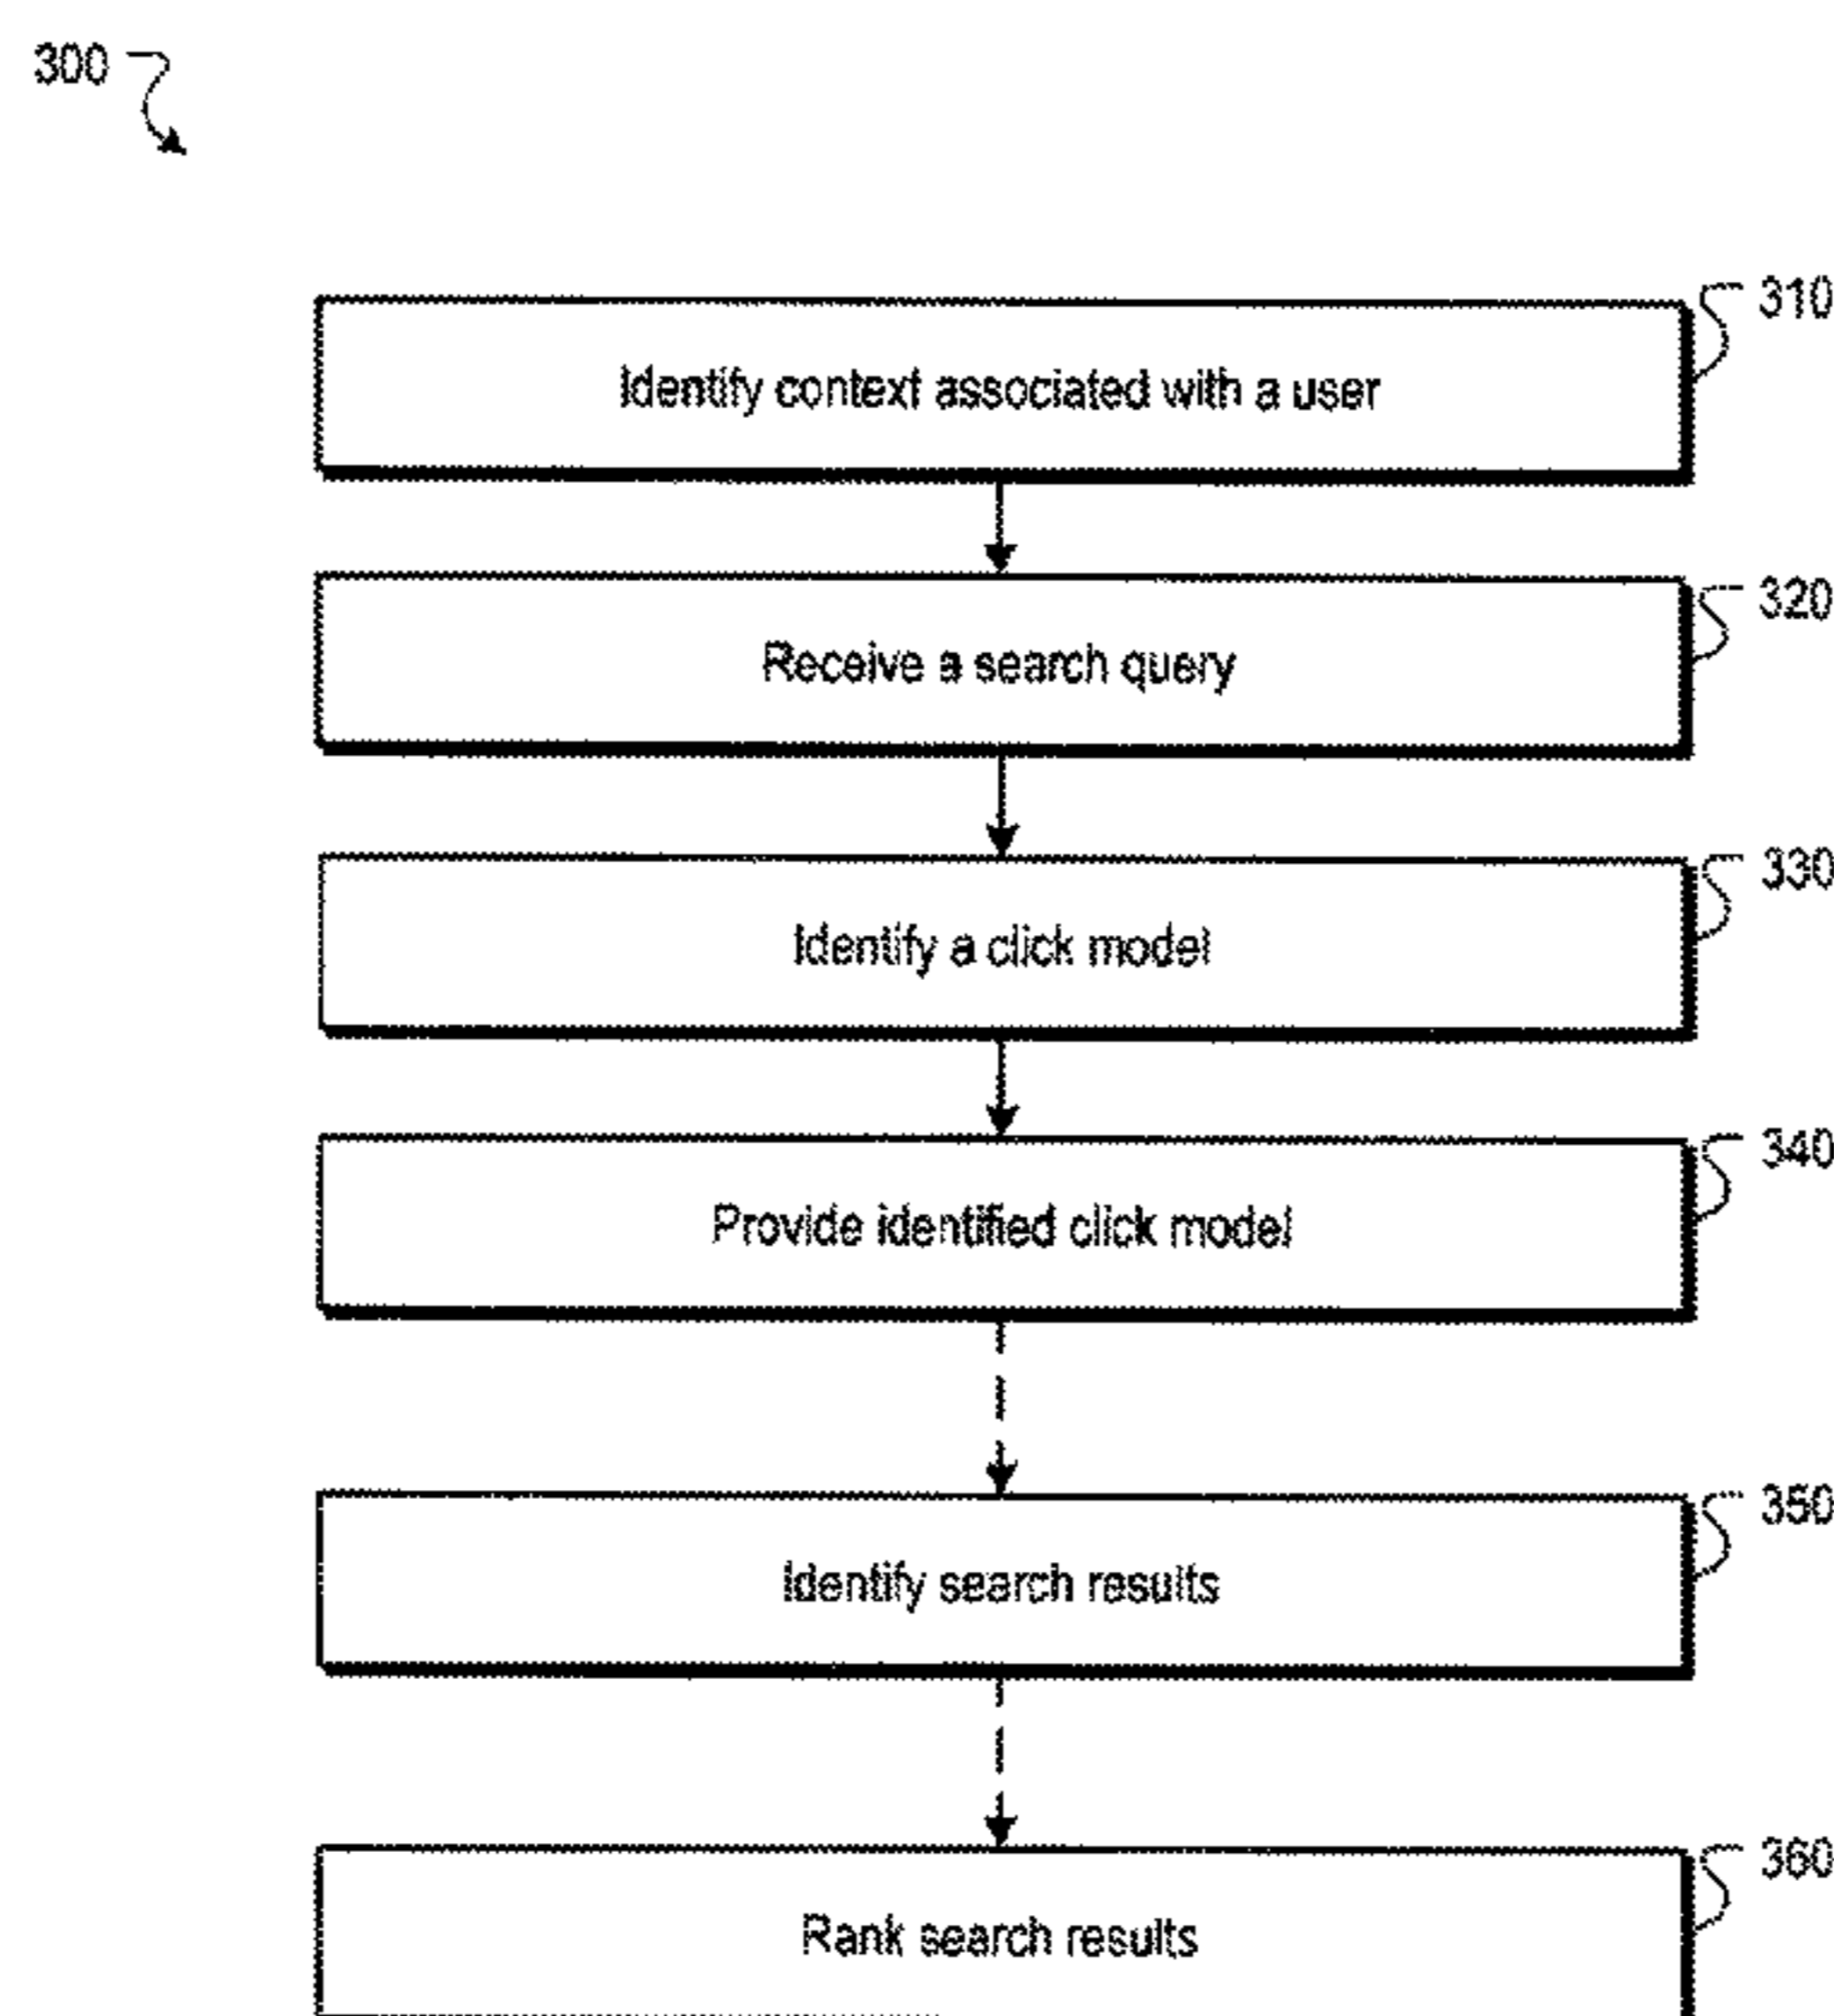 300
310
Identify context associated with a user
320
Receive a search query
330
Identify a click model
340
Provide identified click model
350
Identify search results
360
Rank search results